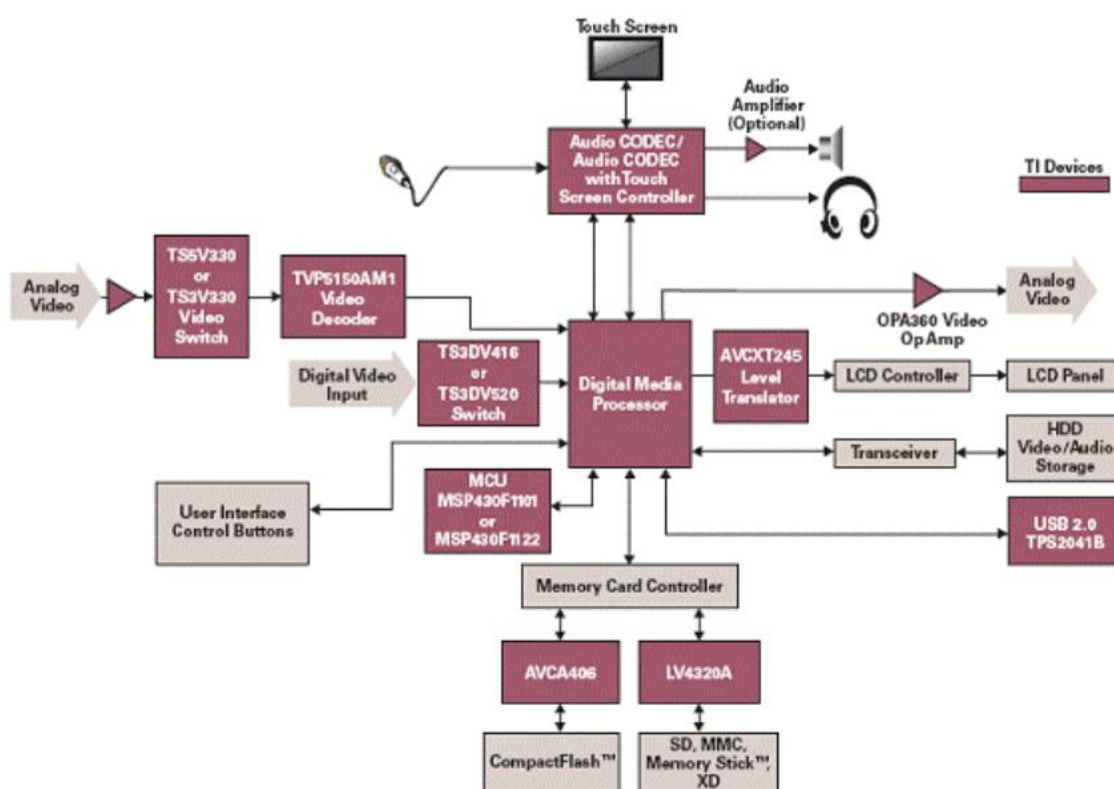 Touch Screen
Audio
Amplifier
(Optional)
Audio CODEC/
Audio CODEC
with Touch
Screen Controller
TI Devices
Analog
Video
TS5V330
or
TS3V330
Video
Switch
TVP5150AM1
Video
Decoder
Analog
Video
OPA360 Video
Op Amp
Digital Video
Input
TS3DV416
or
TS3DV520
Switch
Digital Media
Processor
AVCXT245
Level
Translator
LCD Controller
LCD Panel
Transceiver
HDD
Video/Audio
Storage
User Interface
Control Buttons
MCU
MSP430F1101
or
MSP430F1122
USB 2.0
TPS2041B
Memory Card Controller
AVCA406
LV4320A
CompactFlash™
SD, MMC,
Memory Stick™,
XD